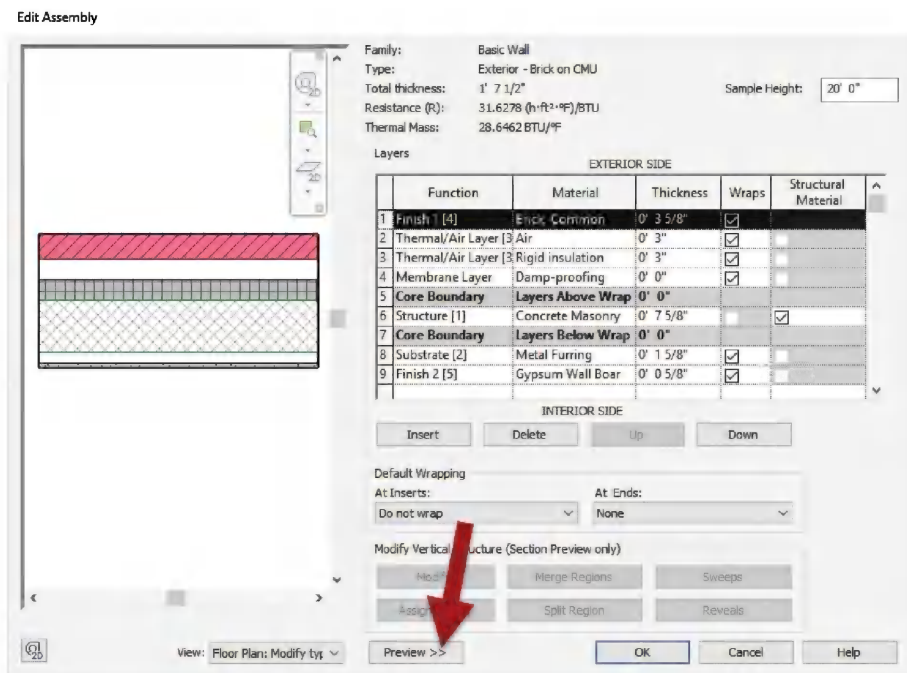 Edit Assembly
Family: Basic Wall
Type: Exterior - Brick on CMU
Total thickness: 1' 7 1/2" Sample Height: 20' 0"
Resistance (R): 31.6278 (h·ft²·°F)/BTU
Thermal Mass: 28.6462 BTU/°F
Layers
EXTERIOR SIDE
Function Material Thickness Wraps Structural Material
1 Finish 1 [4] Brick, Common 0' 3 5/8"
2 Thermal/Air Layer [3 Air 0' 3"
3 Thermal/Air Layer [3 Rigid insulation 0' 3"
4 Membrane Layer Damp-proofing 0' 0"
5 Core Boundary Layers Above Wrap 0' 0"
6 Structure [1] Concrete Masonry 0' 7 5/8"
7 Core Boundary Layers Below Wrap 0' 0"
8 Substrate [2] Metal Furring 0' 1 5/8"
9 Finish 2 [5] Gypsum Wall Boar 0' 0 5/8"
INTERIOR SIDE
Insert Delete Up Down
Default Wrapping
At Inserts: At Ends:
Do not wrap None
Modify Vertical (Section Preview only)
Merge Regions Sweeps
Split Region Reveals
2D View: Floor Plan: Modify typ Preview >> OK Cancel Help
2D
2D